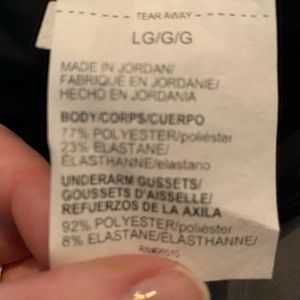 TEAR AWAY
LG/G/G
MADE IN JORDAN/
FABRIQUÉ EN JORDANIE/
HECHO EN JORDANIA
BODY/CORPS/CUERPO
77% POLYESTER/poliéster
23% ELASTANE/
ÉLASTHANNE/elastano
UNDERARM GUSSETS/
GOUSSETS D'AISSELLE/
REFUERZOS DE LA AXILA
92% POLYESTER/poliéster
8% ELASTANE/ÉLASTHANNE/